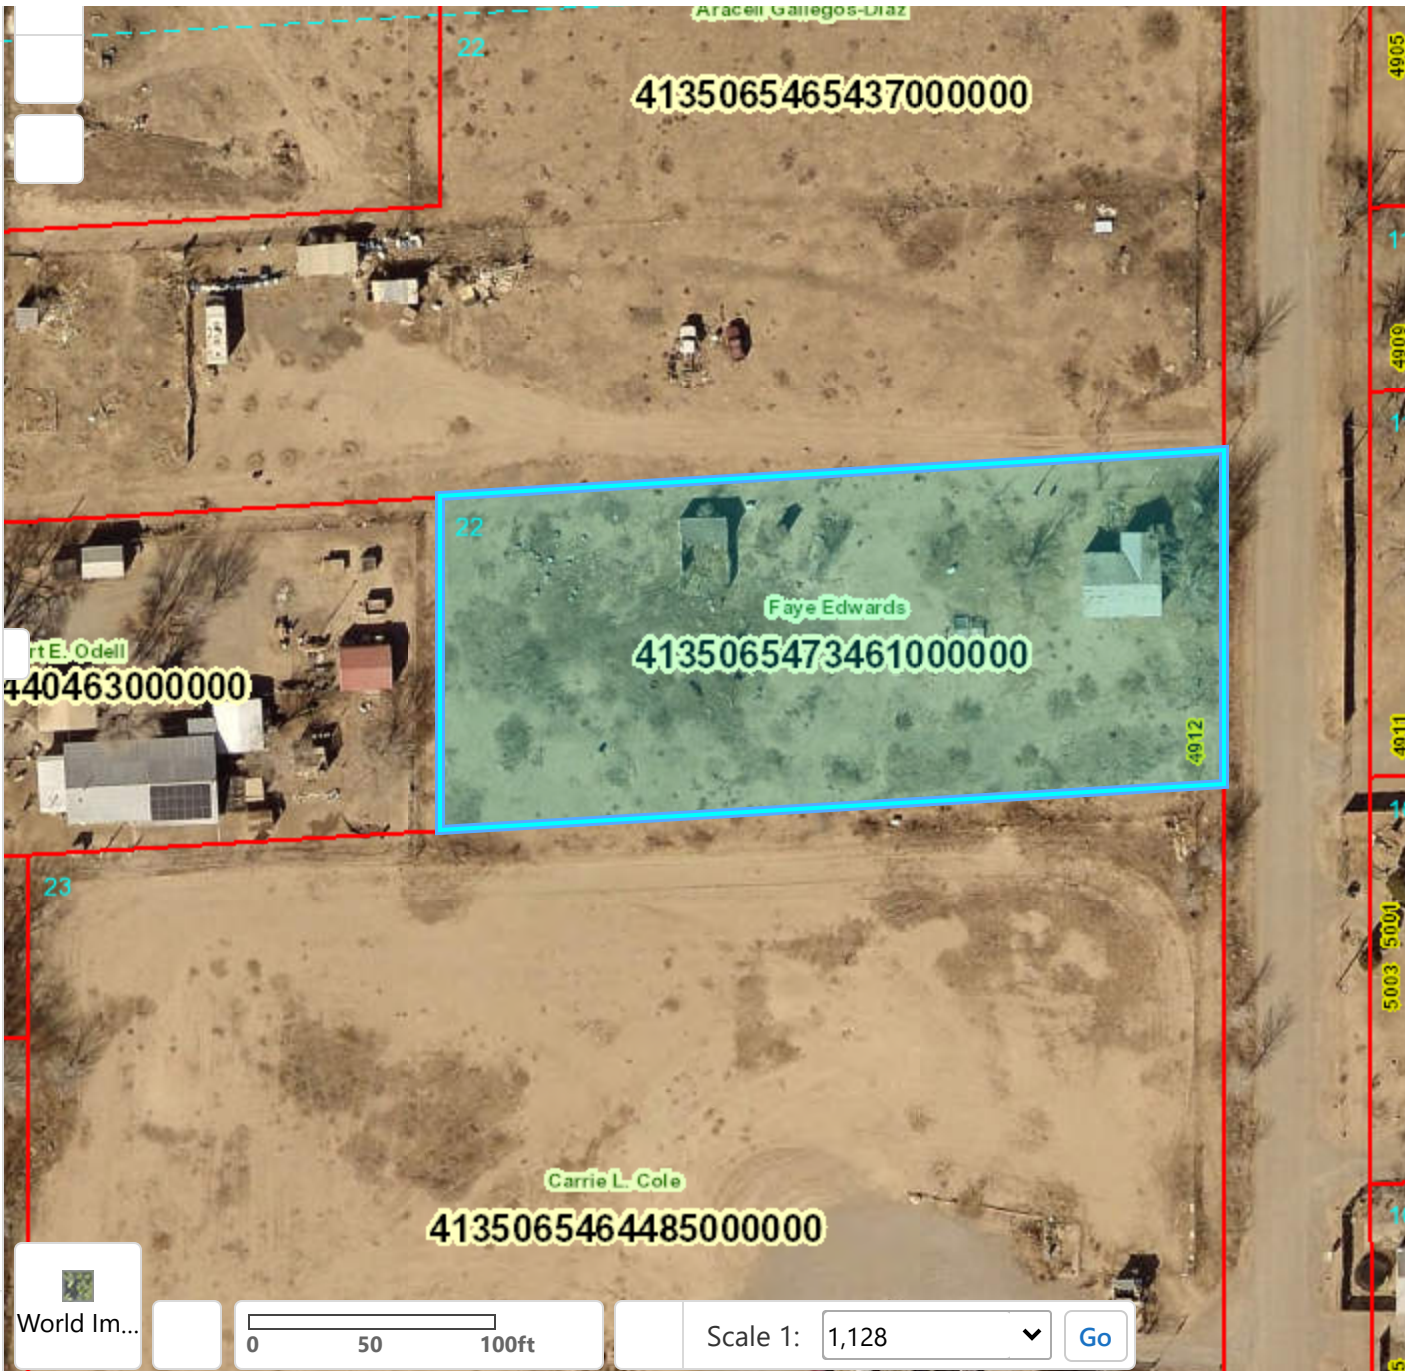 Araceli Gallegos-Diaz
22
4135065465437000000
4905
4909
22
Faye Edwards
4135065473461000000
4912
rt E. Odell
440463000000
4911
23
5001
5003
Carrie L. Cole
4135065464485000000
World Im...
0 50 100ft
Scale 1: 1,128 Go